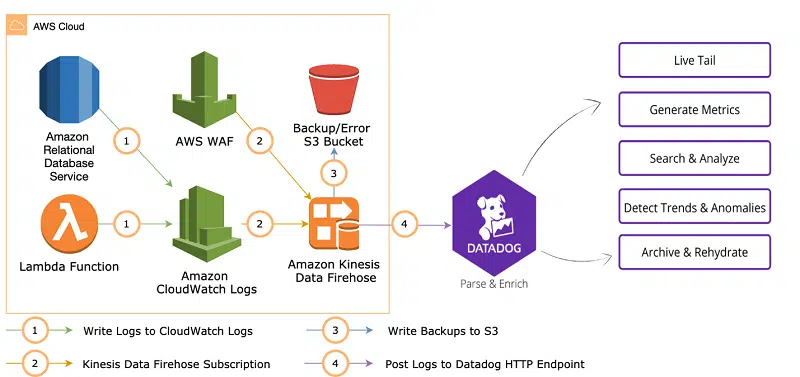 AWS Cloud
Amazon
Relational
Database
Service
1
AWS WAF
2
Backup/Error
S3 Bucket
3
λ
Lambda Function
1
Amazon
CloudWatch Logs
2
Amazon Kinesis
Data Firehose
4
DATADOG
Parse & Enrich
Live Tail
Generate Metrics
Search & Analyze
Detect Trends & Anomalies
Archive & Rehydrate
1 Write Logs to CloudWatch Logs
3 Write Backups to S3
2 Kinesis Data Firehose Subscription
4 Post Logs to Datadog HTTP Endpoint